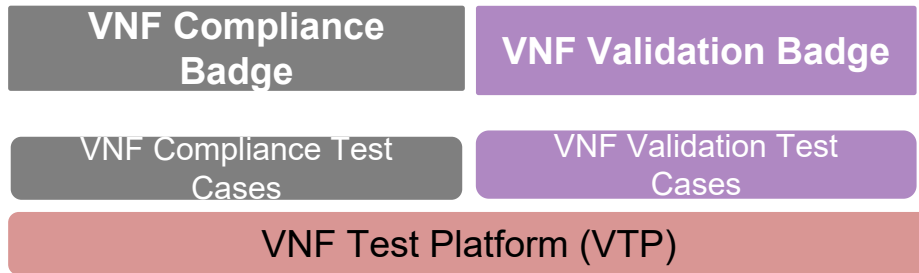 VNF Compliance
Badge
VNF Validation Badge
VNF Compliance Test
Cases
VNF Validation Test
Cases
VNF Test Platform (VTP)